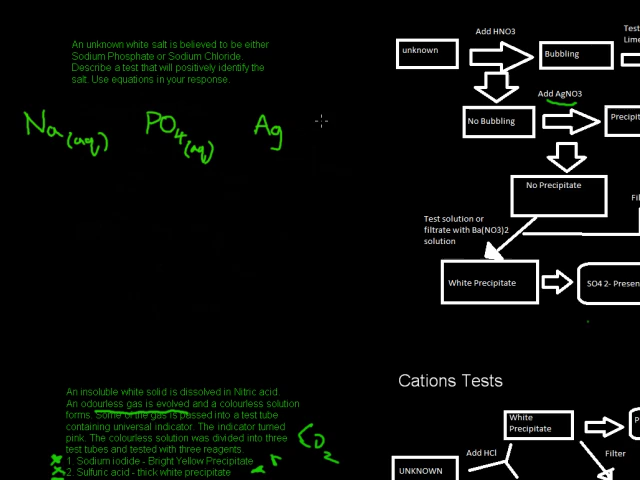 An unknown white salt is believed to be either
Sodium Phosphate or Sodium Chloride.
Describe a test that will positively identify the
salt. Use equations in your response.
Na(aq) PO4(aq) Ag
unknown
Add HNO3
Bubbling
Test
Lime
Add AgNO3
No Bubbling
Precipit
No Precipitate
Test solution or
filtrate with Ba(NO3)2
solution
Fil
White Precipitate
SO4 2- Presen
An insoluble white solid is dissolved in Nitric acid.
An odourless gas is evolved and a colourless solution
forms. Some of the gas is passed into a test tube
containing universal indicator. The indicator turned
pink. The colourless solution was divided into three
test tubes and tested with three reagents.
1. Sodium iodide - Bright Yellow Precipitate
2. Sulfuric acid - thick white precipitate
CO2
Cations Tests
White
Precipitate
P
Add HCl
Filter
UNKNOWN